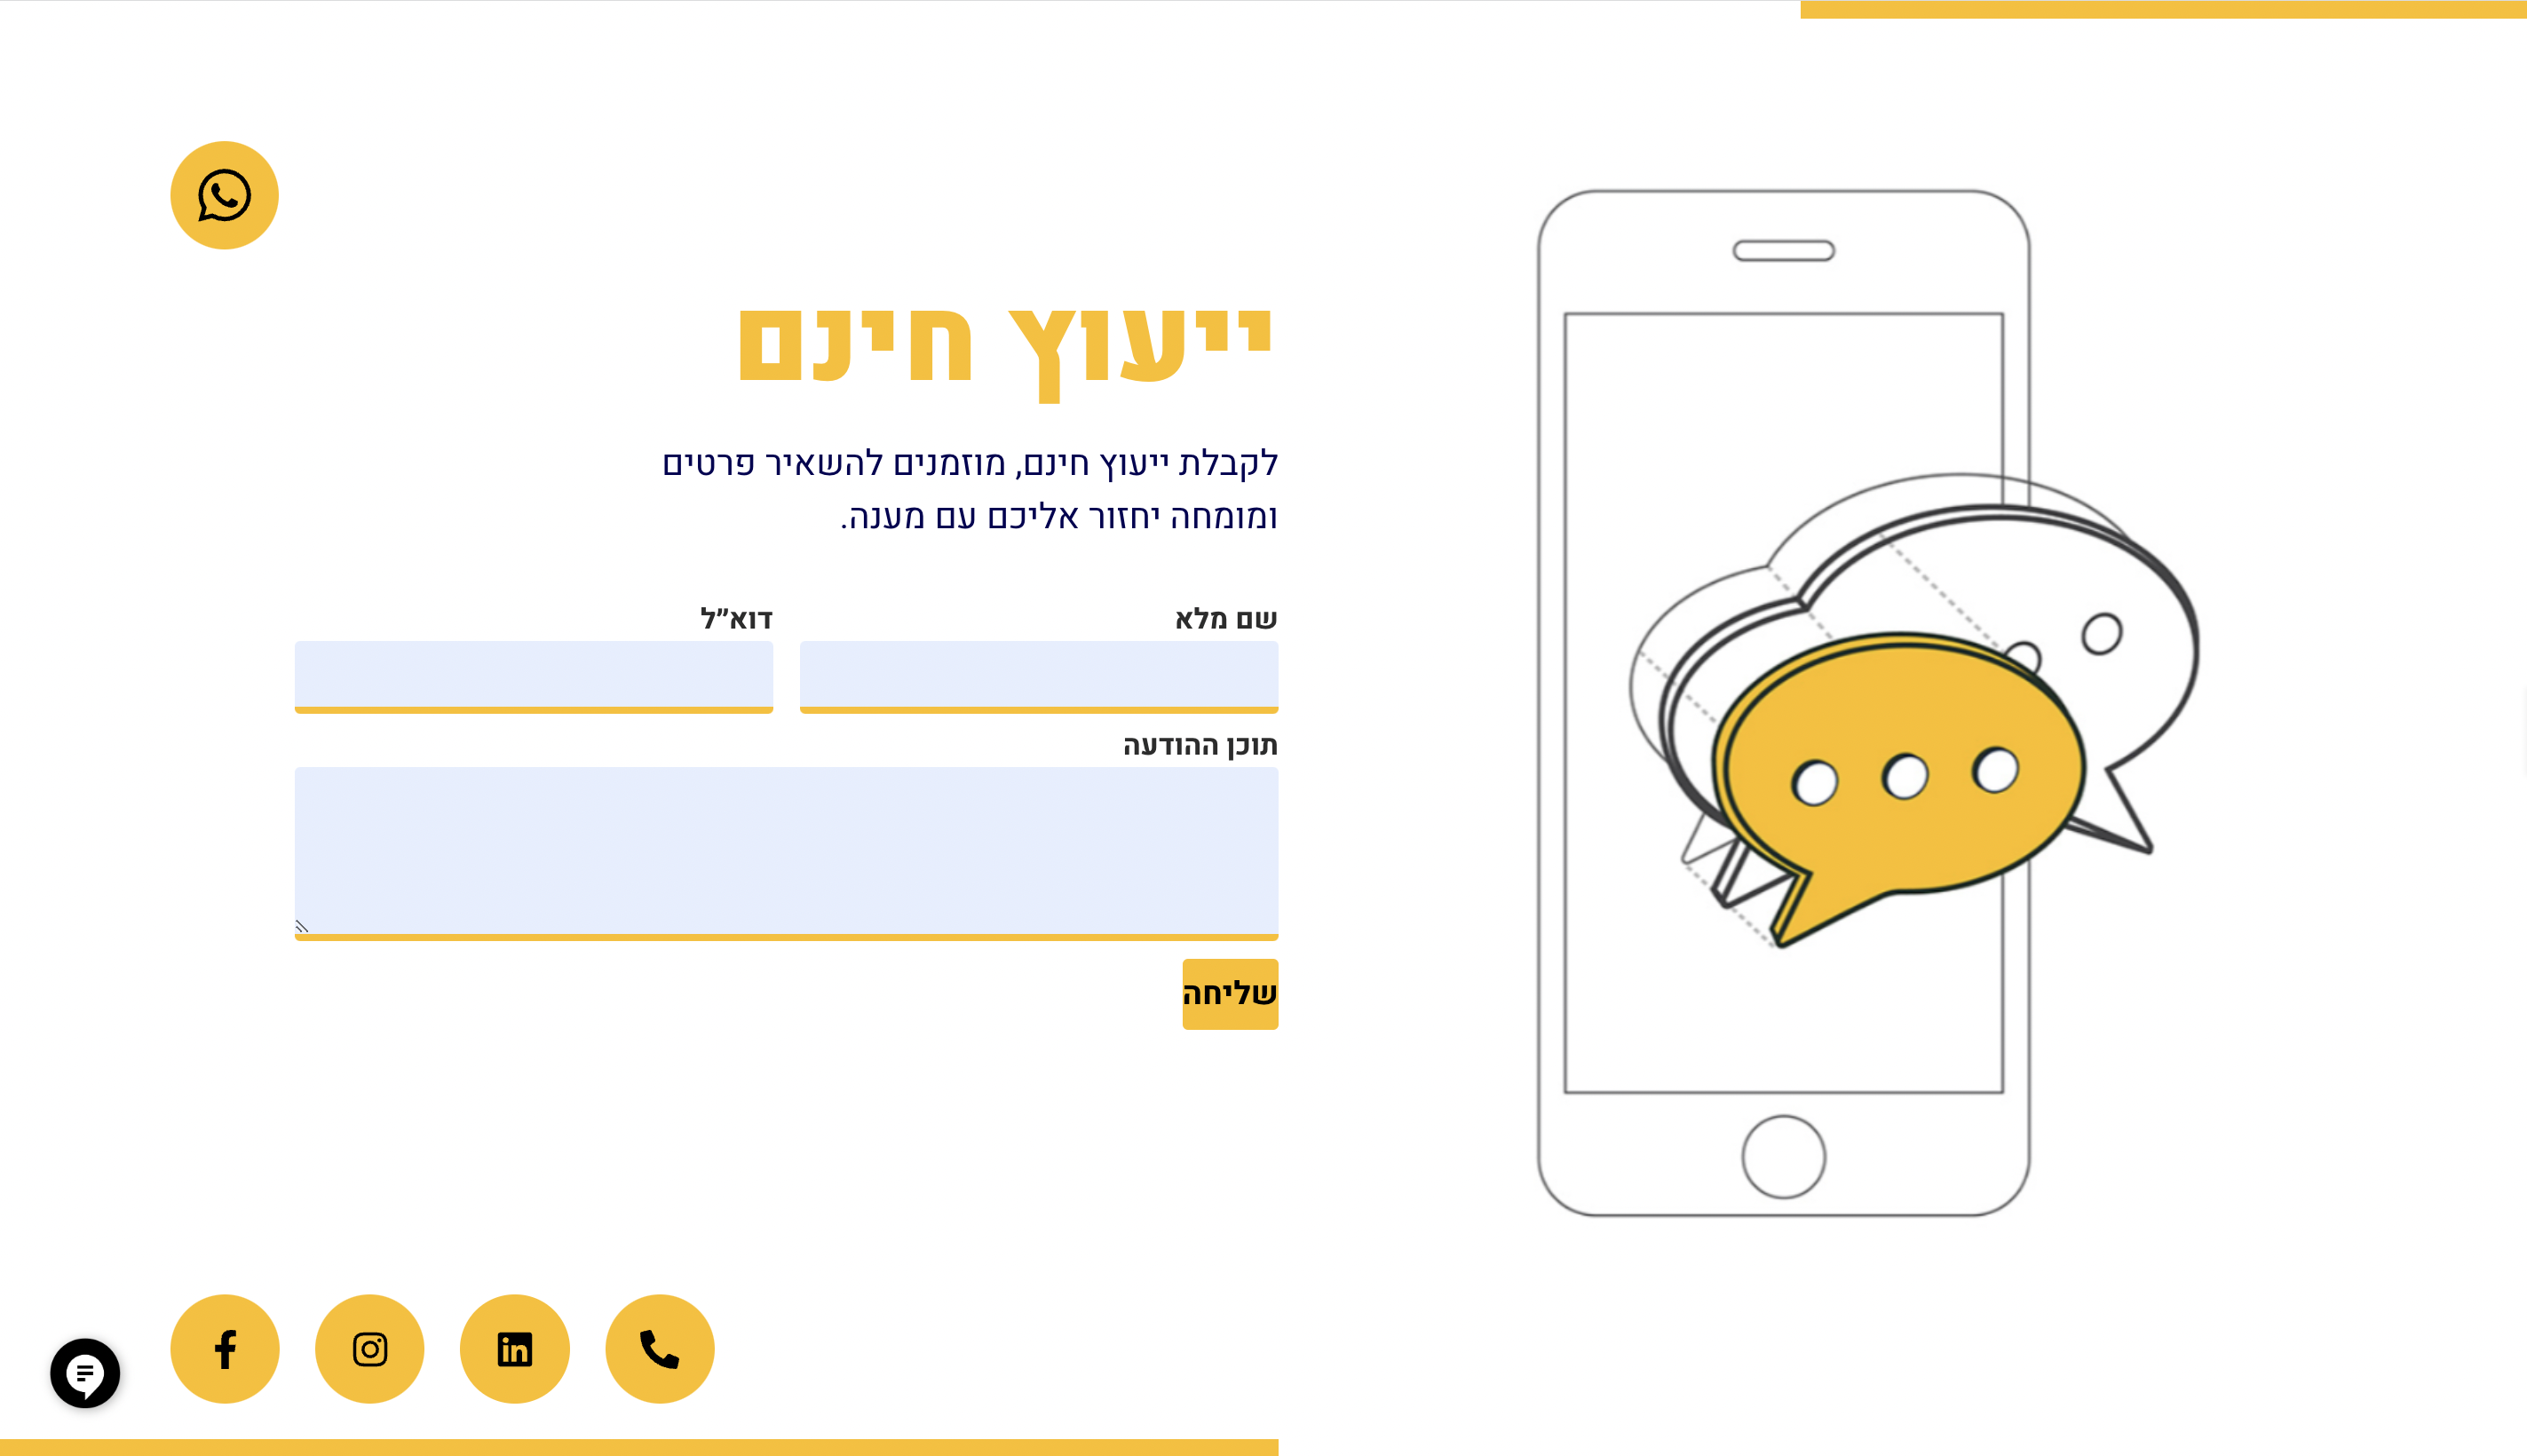 ייעוץ חינם
לקבלת ייעוץ חינם, מוזמנים להשאיר פרטים
ומומחה יחזור אליכם עם מענה.
שם מלא
דוא״ל
תוכן ההודעה
שליחה